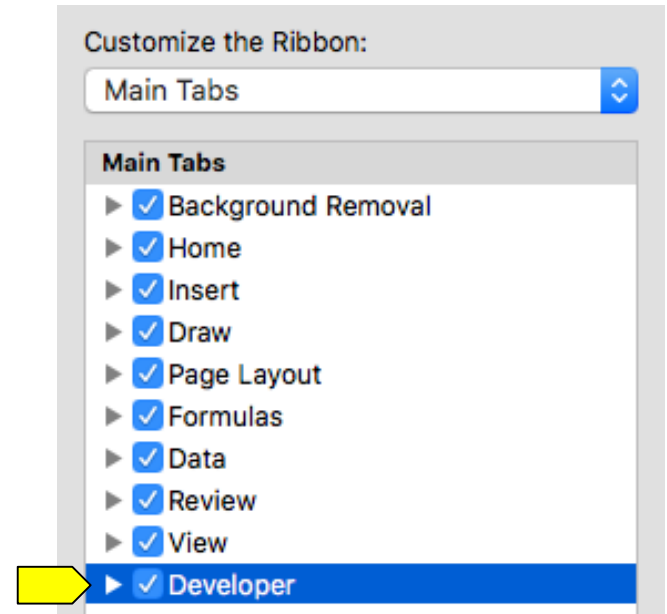 Customize the Ribbon:
Main Tabs
Main Tabs
Background Removal
Home
Insert
Draw
Page Layout
Formulas
Data
Review
View
Developer